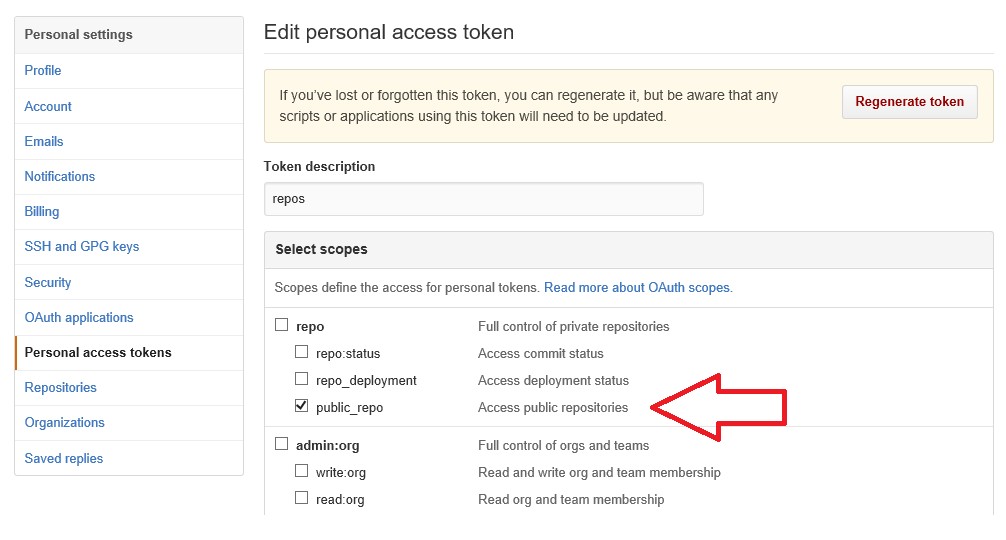 Personal settings
Profile
Account
Emails
Notifications
Billing
SSH and GPG keys
Security
OAuth applications
Personal access tokens
Repositories
Organizations
Saved replies
Edit personal access token
If you’ve lost or forgotten this token, you can regenerate it, but be aware that any
scripts or applications using this token will need to be updated.
Regenerate token
Token description
repos
Select scopes
Scopes define the access for personal tokens. Read more about OAuth scopes.
repo Full control of private repositories
repo:status Access commit status
repo_deployment Access deployment status
public_repo Access public repositories
admin:org Full control of orgs and teams
write:org Read and write org and team membership
read:org Read org and team membership